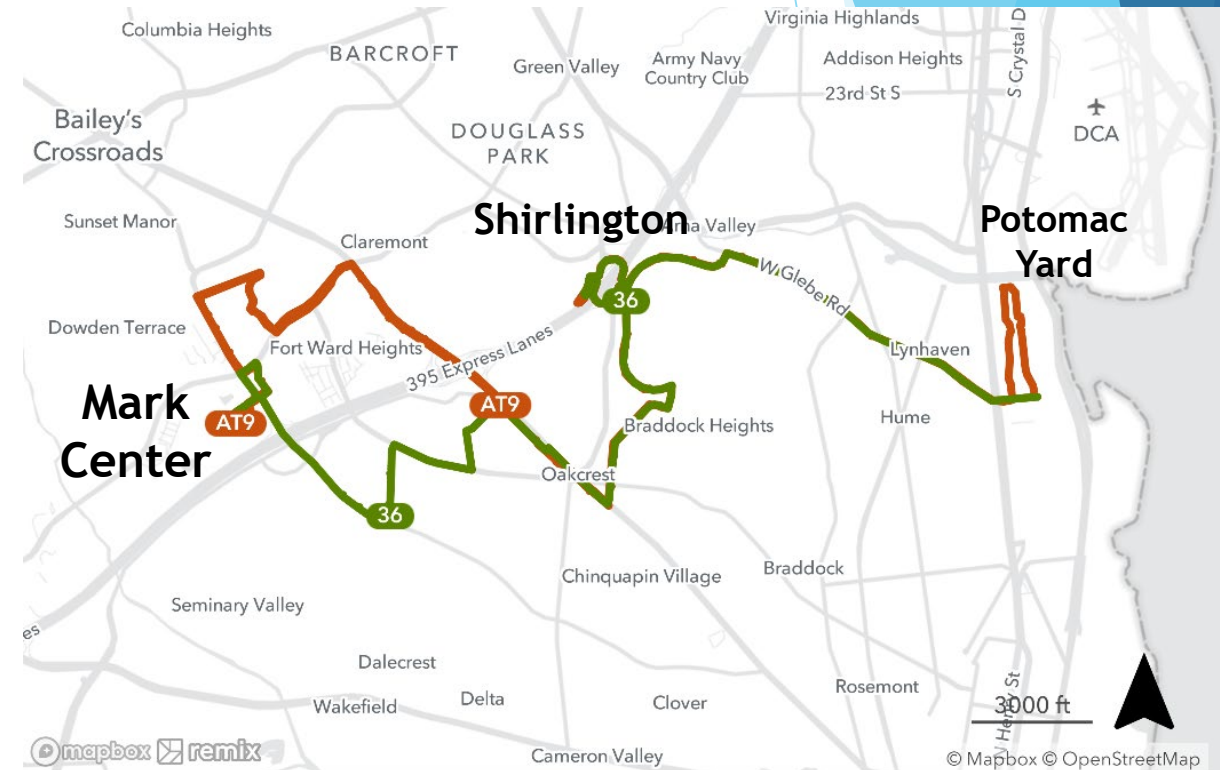 Columbia Heights
BARCROFT
Green Valley
Army Navy
Country Club
Virginia Highlands
Addison Heights
23rd St S
S Crystal D
DCA
Bailey's
Crossroads
DOUGLASS
PARK
Sunset Manor
Claremont
Shirlington
Valley
Potomac
Yard
W Glebe Rd
36
Dowden Terrace
Fort Ward Heights
395 Express Lanes
Lynhaven
Mark
Center
AT9
AT9
Hume
Braddock Heights
Oakcrest
36
Chinquapin Village
Braddock
Seminary Valley
es
Dalecrest
Wakefield
Delta
Clover
Rosemont
3000 ft
N Henry St
mapbox remix
Cameron Valley
© Mapbox © OpenStreetMap